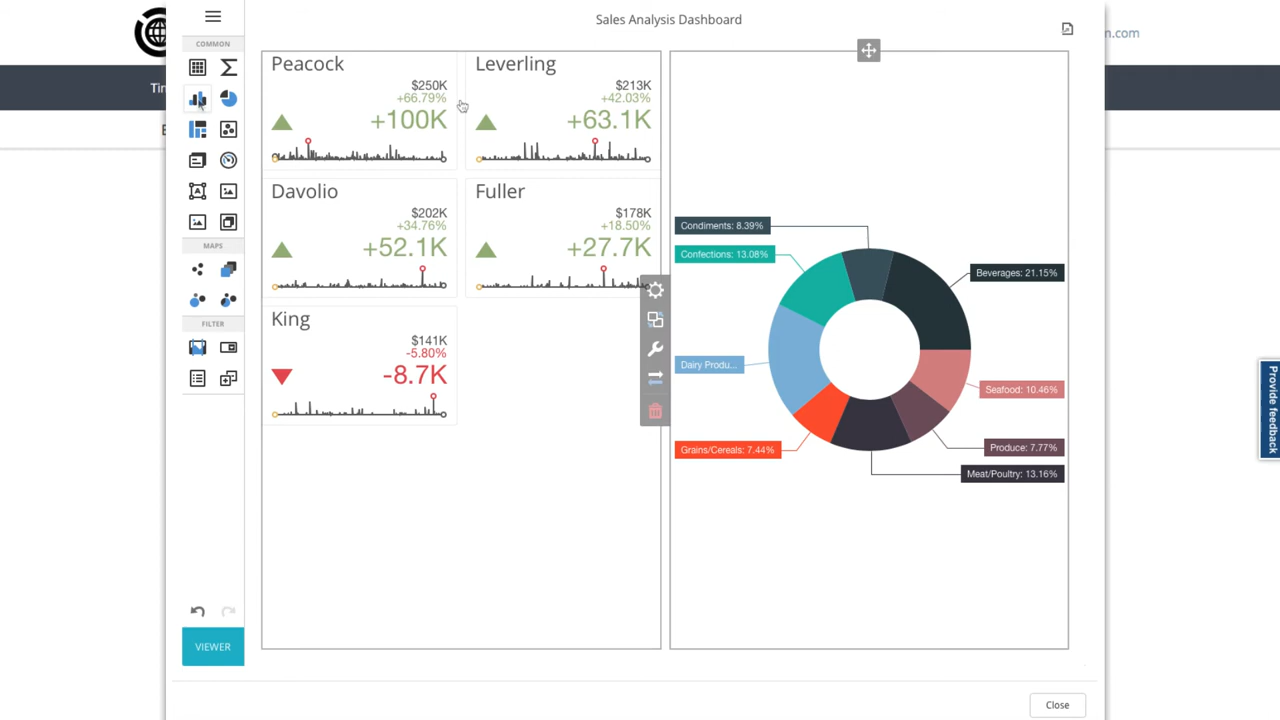 Sales Analysis Dashboard
COMMON
MAPS
FILTER
VIEWER
Peacock
$250K
+66.79%
+100K
Leverling
$213K
+42.03%
+63.1K
Davolio
$202K
+34.76%
+52.1K
Fuller
$178K
+18.50%
+27.7K
King
$141K
-5.80%
-8.7K
Condiments: 8.39%
Confections: 13.08%
Beverages: 21.15%
Dairy Produ...
Seafood: 10.46%
Grains/Cereals: 7.44%
Produce: 7.77%
Meat/Poultry: 13.16%
Close
Provide feedback